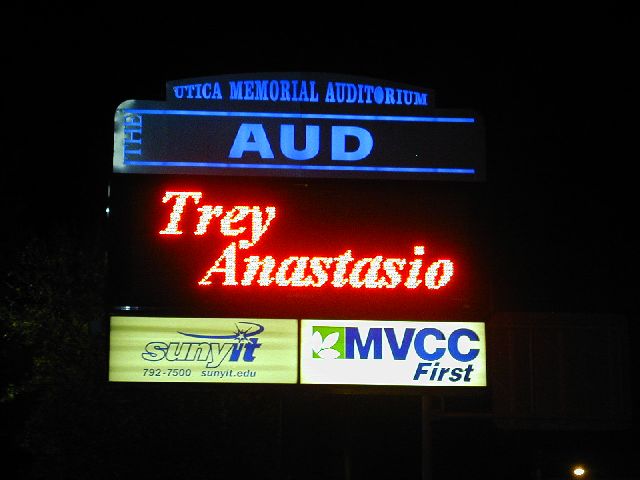 UTICA MEMORIAL AUDITORIUM
THE
AUD
Trey
Anastasio
sunyit
792-7500 sunyit.edu
MVCC
First